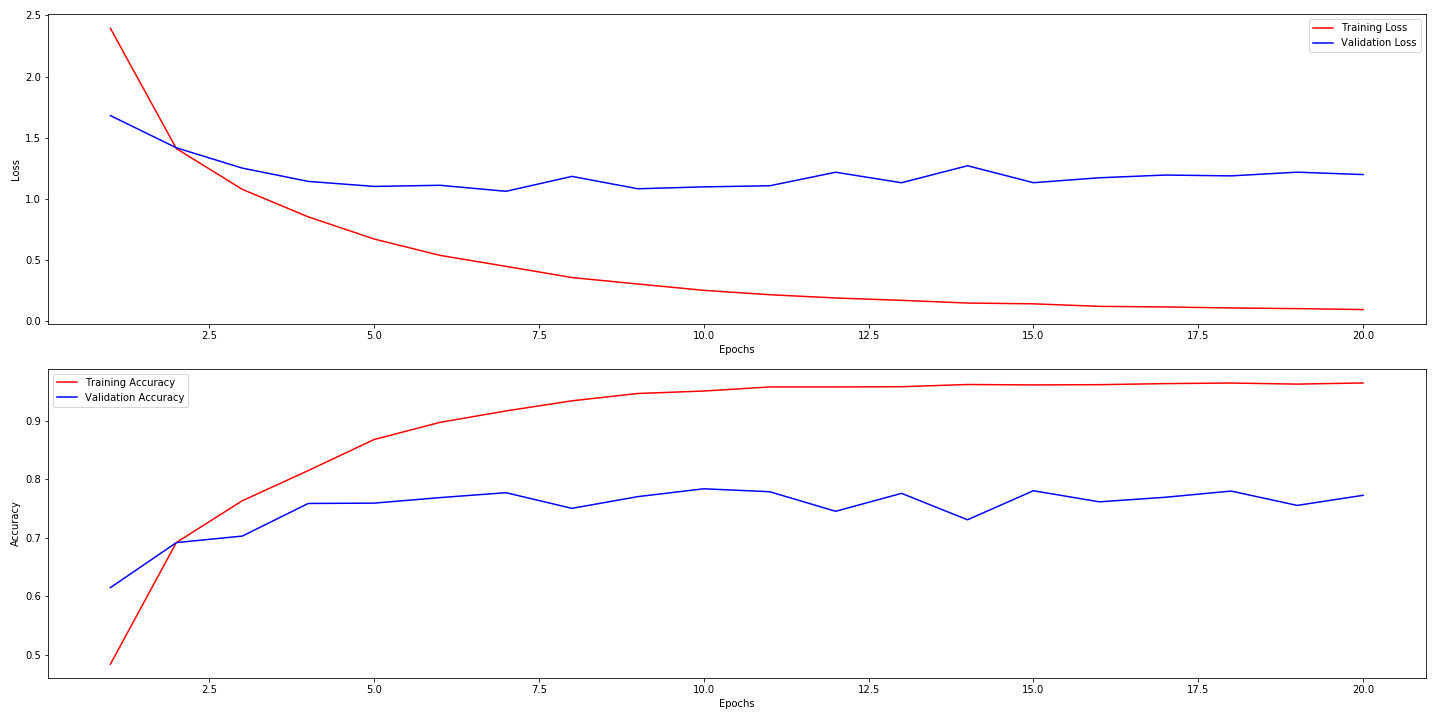 2.5
2.0
1.5
1.0
0.5
0.0
Loss
Training Loss
Validation Loss
2.5 5.0 7.5 10.0 12.5 15.0 17.5 20.0
Epochs
Training Accuracy
Validation Accuracy
0.9
0.8
0.7
0.6
0.5
Accuracy
2.5 5.0 7.5 10.0 12.5 15.0 17.5 20.0
Epochs